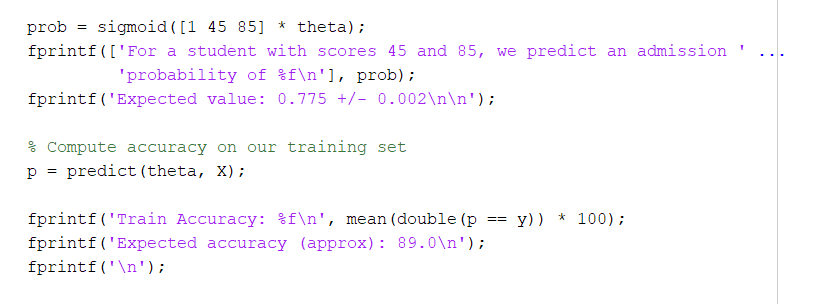 prob = sigmoid([1 45 85] * theta);
fprintf(['For a student with scores 45 and 85, we predict an admission ' ...
'probability of %f\n'], prob);
fprintf('Expected value: 0.775 +/- 0.002\n\n');
% Compute accuracy on our training set
p = predict(theta, X);
fprintf('Train Accuracy: %f\n', mean(double(p == y)) * 100);
fprintf('Expected accuracy (approx): 89.0\n');
fprintf('\n');